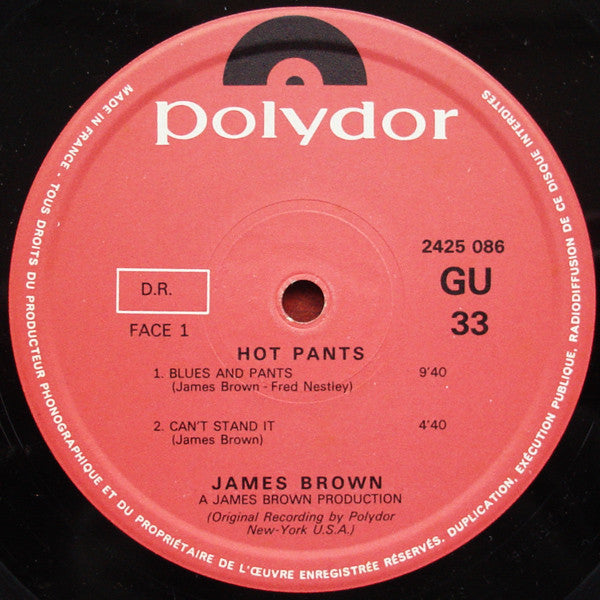 polydor
MADE IN FRANCE - TOUS DROITS DU PRODUCTEUR PHONOGRAPHIQUE ET DU PROPRIÉTAIRE DE L'ŒUVRE ENREGISTRÉE RÉSERVÉS. DUPLICATION, EXÉCUTION PUBLIQUE, RADIODIFFUSION DE CE DISQUE INTERDITES
2425 086
D.R.
GU
FACE 1
33
HOT PANTS
1. BLUES AND PANTS 9'40
(James Brown - Fred Nestley)
2. CAN'T STAND IT 4'40
(James Brown)
JAMES BROWN
A JAMES BROWN PRODUCTION
(Original Recording by Polydor
New-York U.S.A.)